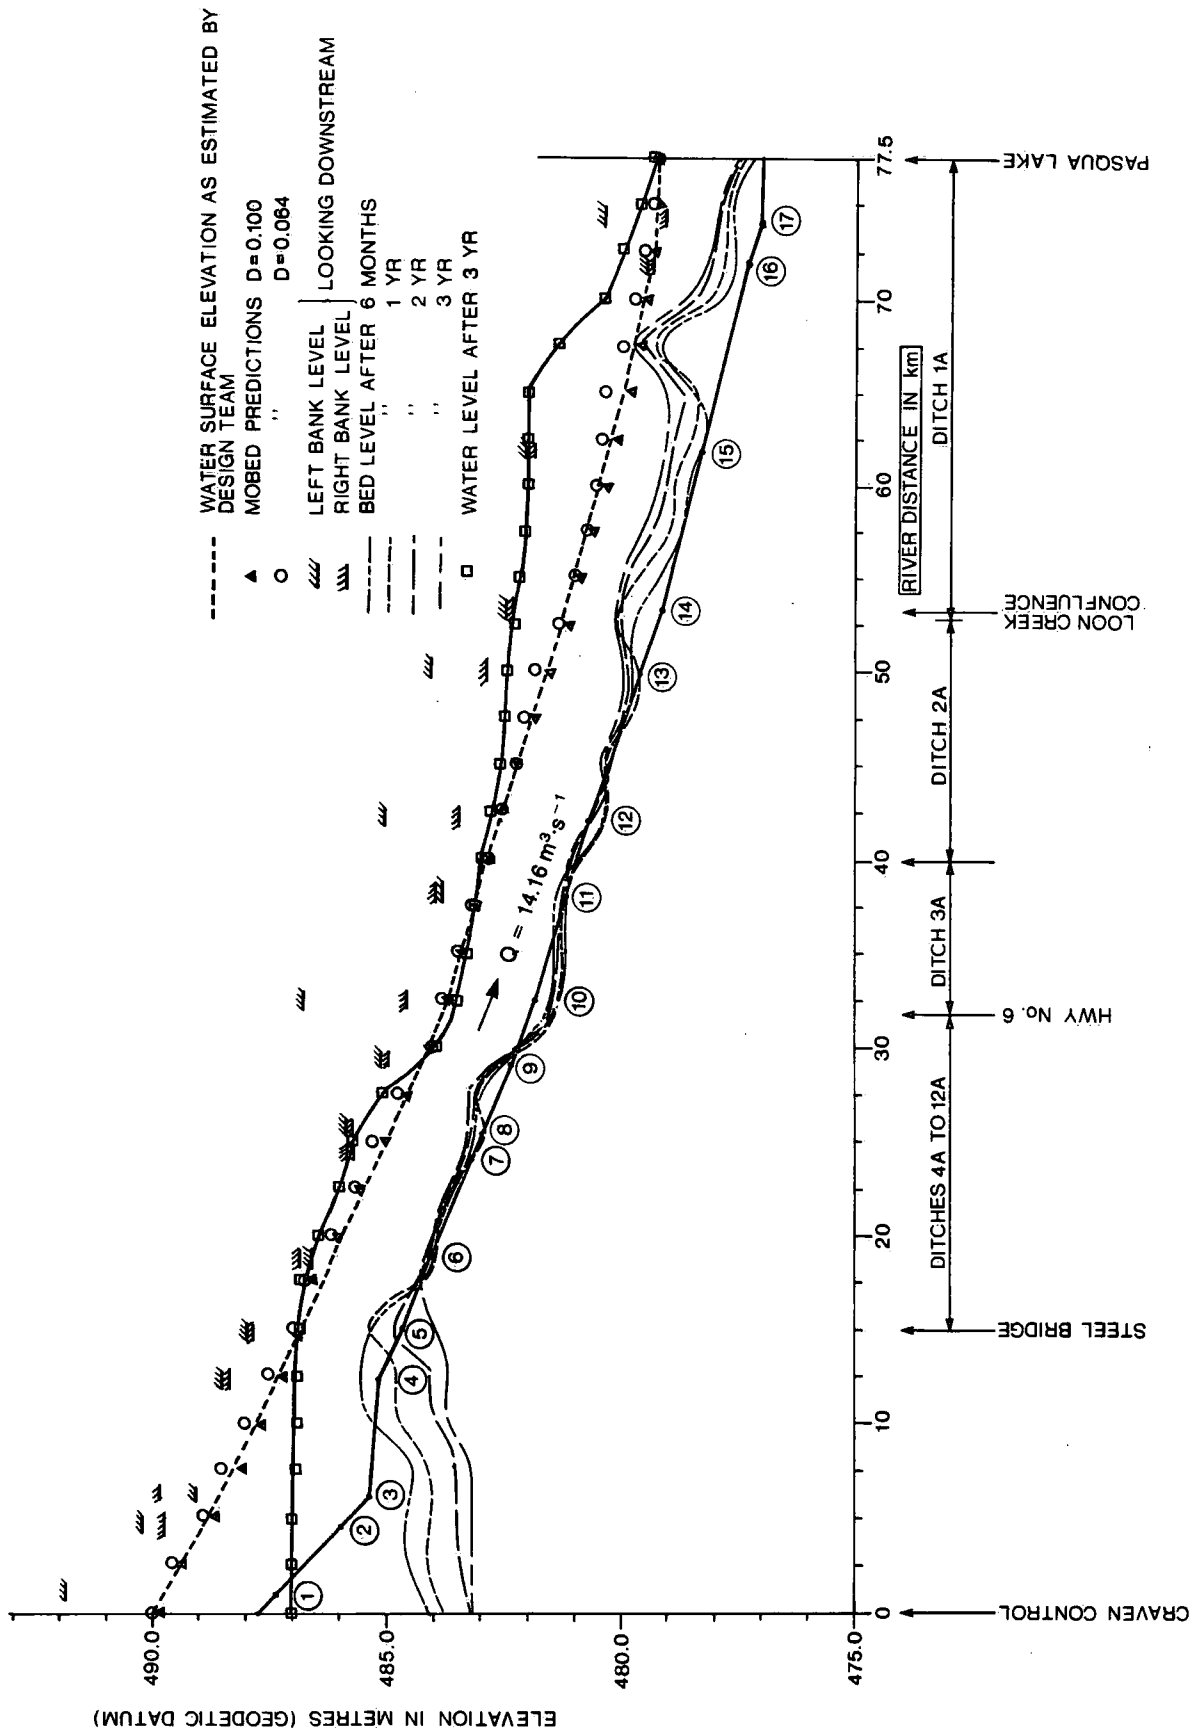 WATER SURFACE ELEVATION AS ESTIMATED BY
DESIGN TEAM
MOBED PREDICTIONS D=0.100
" D=0.064
LEFT BANK LEVEL
RIGHT BANK LEVEL
LOOKING DOWNSTREAM
BED LEVEL AFTER 6 MONTHS
" 1 YR
" 2 YR
" 3 YR
WATER LEVEL AFTER 3 YR
ELEVATION IN METRES (GEODETIC DATUM)
490.0
485.0
480.0
475.0
Q = 14.16 m³·s⁻¹
1
2
3
4
5
6
7
8
9
10
11
12
13
14
15
16
17
0
10
20
30
40
50
60
70
77.5
RIVER DISTANCE IN km
DITCHES 4A TO 12A
DITCH 3A
DITCH 2A
DITCH 1A
CRAVEN CONTROL
STEEL BRIDGE
HWY No. 6
LOON CREEK
CONFLUENCE
PASQUA LAKE